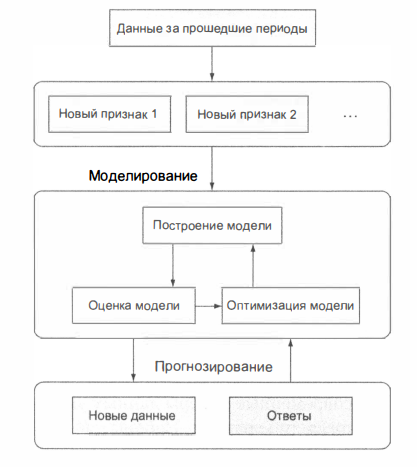 Данные за прошедшие периоды
Новый признак 1 Новый признак 2 ...
Моделирование
Построение модели
Оценка модели Оптимизация модели
Прогнозирование
Новые данные Ответы